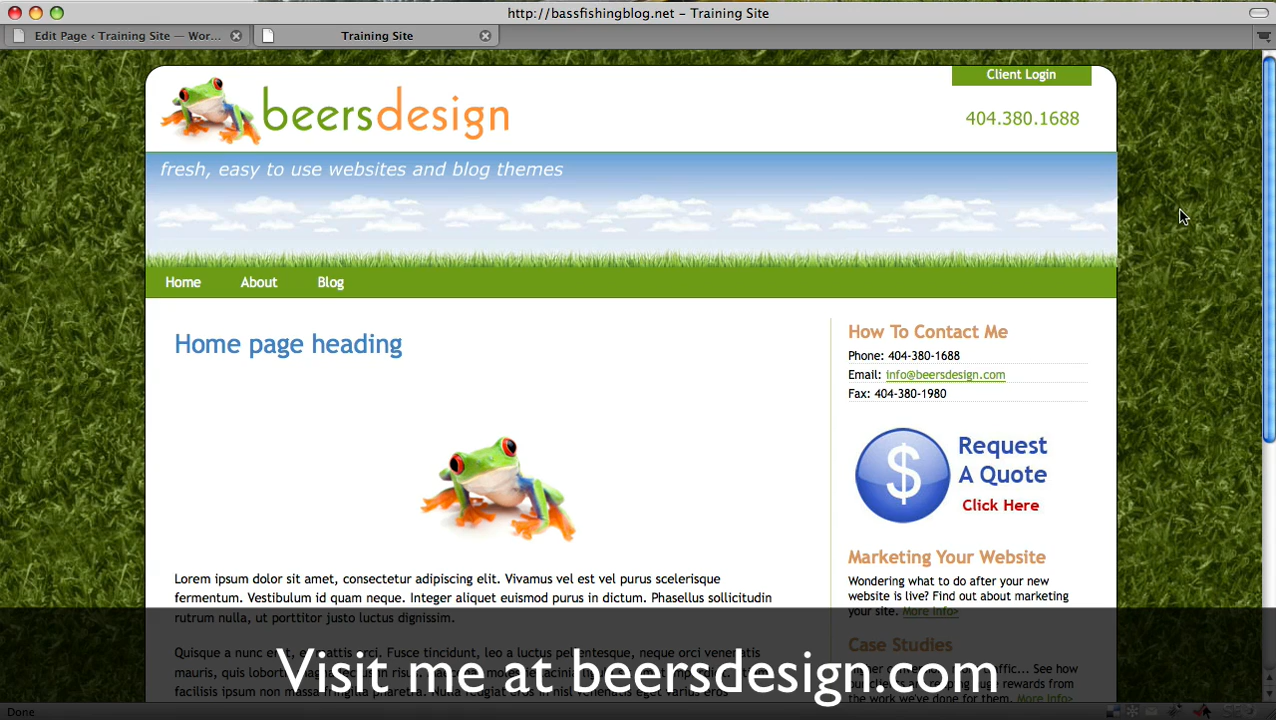 http://bassfishingblog.net – Training Site
Edit Page ‹ Training Site — Wor...
Training Site
Client Login
beersdesign
404.380.1688
fresh, easy to use websites and blog themes
Home About Blog
Home page heading
Lorem ipsum dolor sit amet, consectetur adipiscing elit. Vivamus vel est vel purus scelerisque
fermentum. Vestibulum id quam neque. Integer aliquet euismod purus in dictum. Phasellus sollicitudin
rutrum nulla, ut porttitor justo luctus dignissim.
How To Contact Me
Phone: 404-380-1688
Email: info@beersdesign.com
Fax: 404-380-1980
$
Request
A Quote
Click Here
Marketing Your Website
Wondering what to do after your new
website is live? Find out about marketing
your site. More Info>
Case Studies
Visit me at beersdesign.com
Done